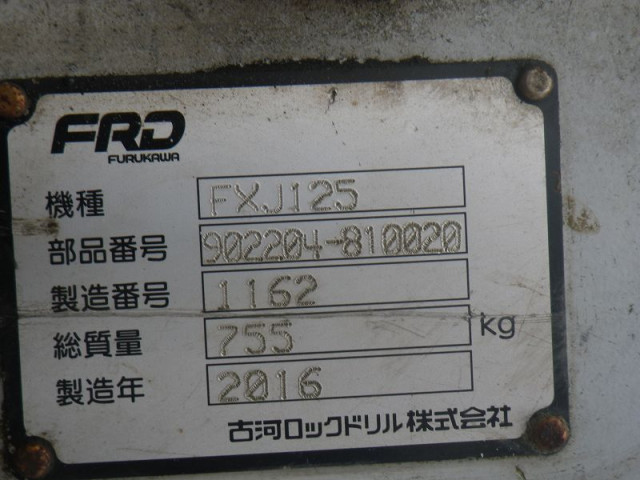 FRD
FURUKAWA
機種 FXJ125
部品番号 902204-810020
製造番号 1162
総質量 755 kg
製造年 2016
古河ロックドリル株式会社